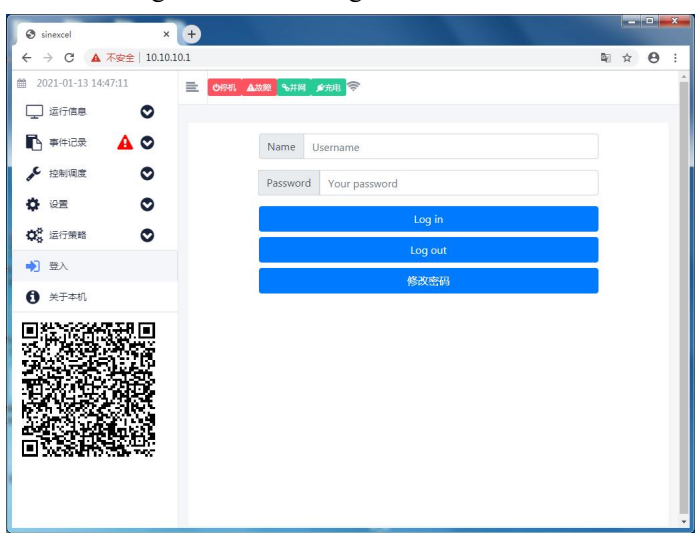 sinexcel
不安全 | 10.10.10.1
2021-01-13 14:47:11
停机 故障 并网 充电
运行信息
事件记录
控制调度
设置
运行策略
登入
关于本机
Name Username
Password Your password
Log in
Log out
修改密码